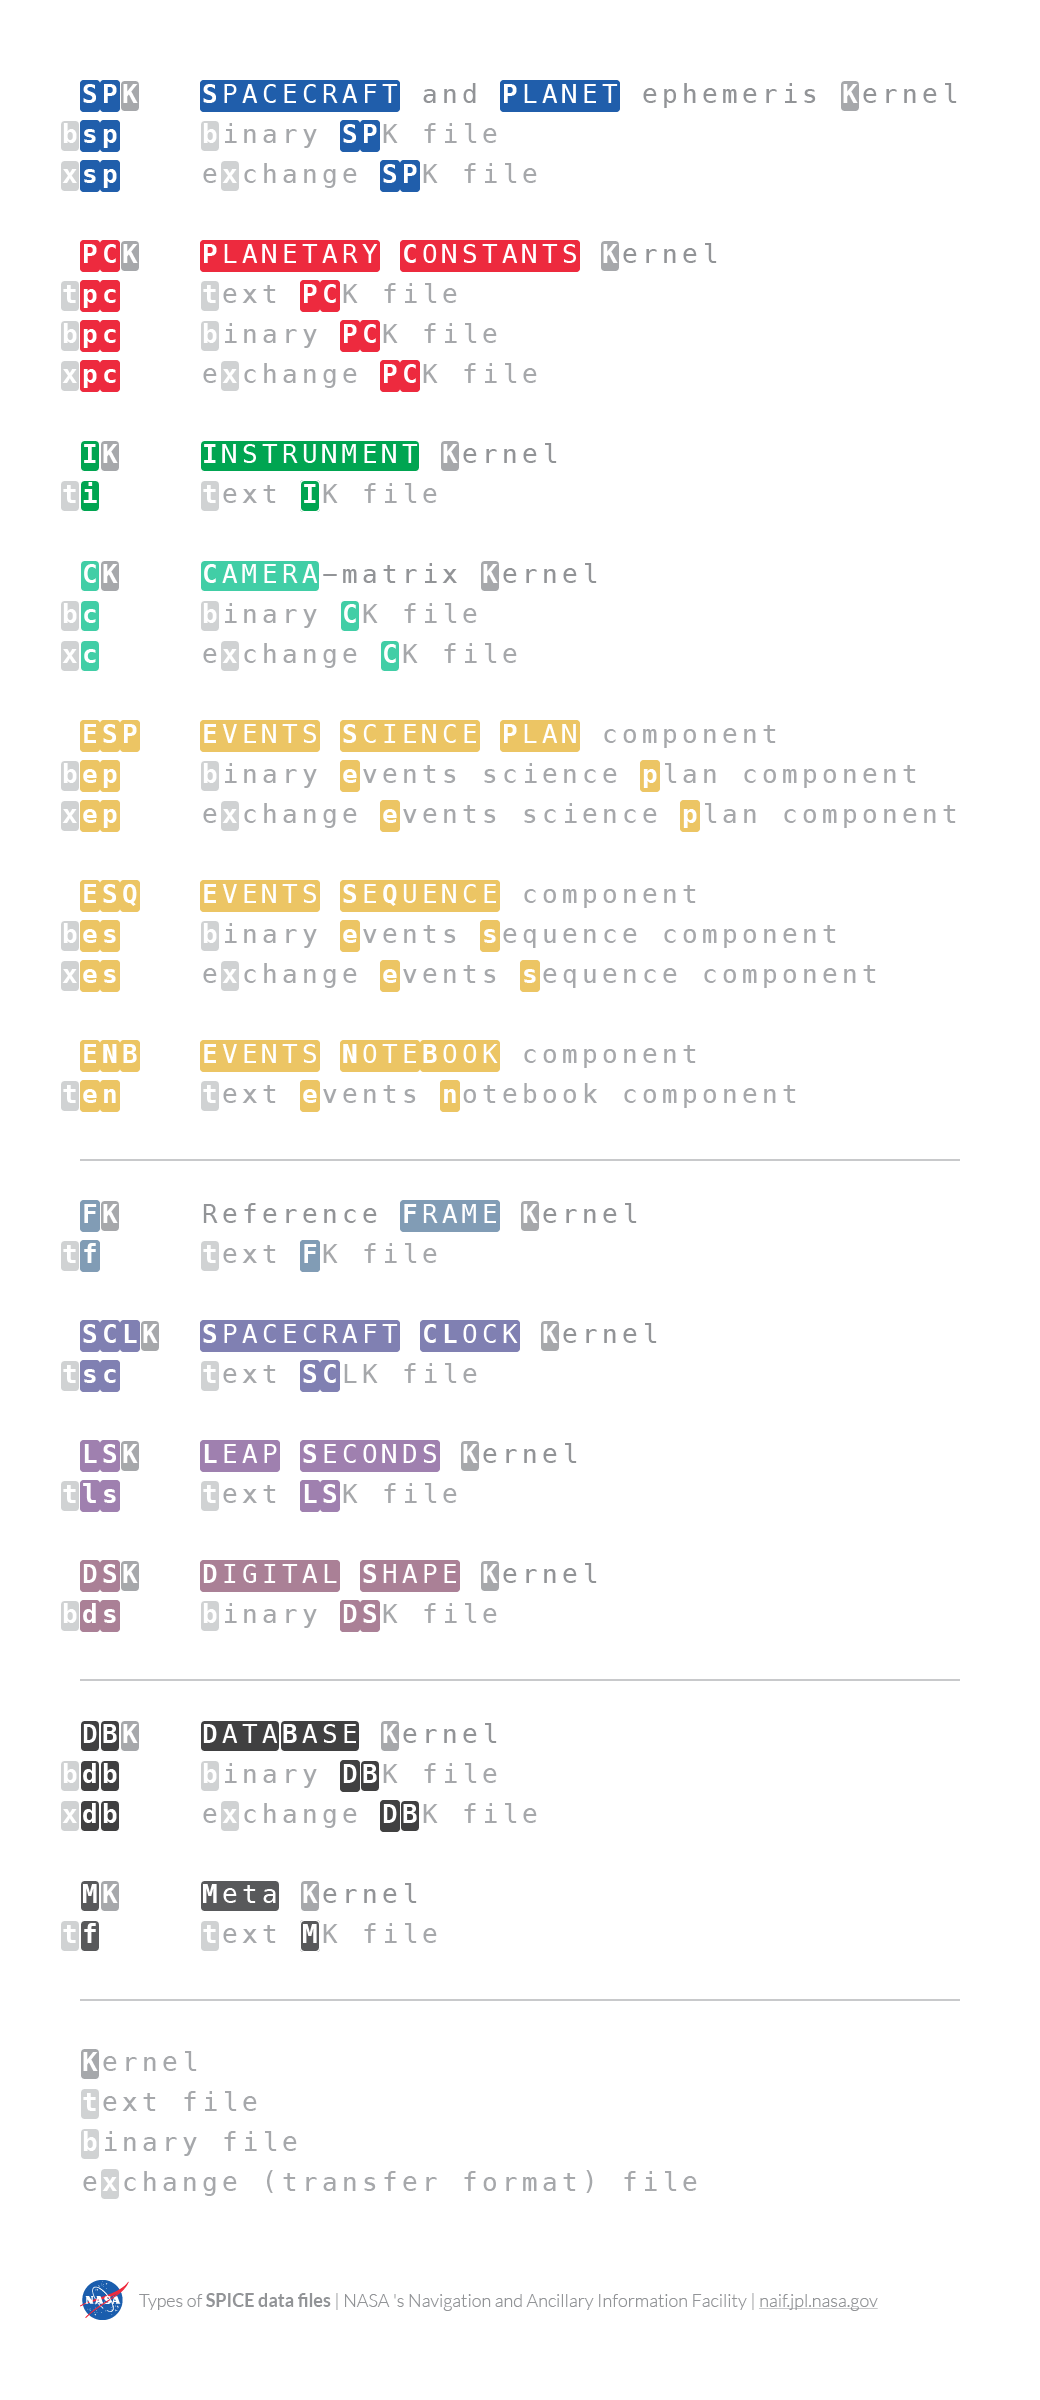 SPK SPACECRAFT and PLANET ephemeris Kernel
bsp binary SPK file
xsp exchange SPK file
PCK PLANETARY CONSTANTS Kernel
tpc text PCK file
bpc binary PCK file
xpc exchange PCK file
IK INSTRUNMENT Kernel
ti text IK file
CK CAMERA–matrix Kernel
bc binary CK file
xc exchange CK file
ESP EVENTS SCIENCE PLAN component
bep binary events science plan component
xep exchange events science plan component
ESQ EVENTS SEQUENCE component
bes binary events sequence component
xes exchange events sequence component
ENB EVENTS NOTEBOOK component
ten text events notebook component
FK Reference FRAME Kernel
tf text FK file
SCLK SPACECRAFT CLOCK Kernel
tsc text SCLK file
LSK LEAP SECONDS Kernel
tls text LSK file
DSK DIGITAL SHAPE Kernel
bds binary DSK file
DBK DATABASE Kernel
bdb binary DBK file
xdb exchange DBK file
MK Meta Kernel
tf text MK file
Kernel
text file
binary file
exchange (transfer format) file
NASA Types of SPICE data files | NASA 's Navigation and Ancillary Information Facility | naif.jpl.nasa.gov